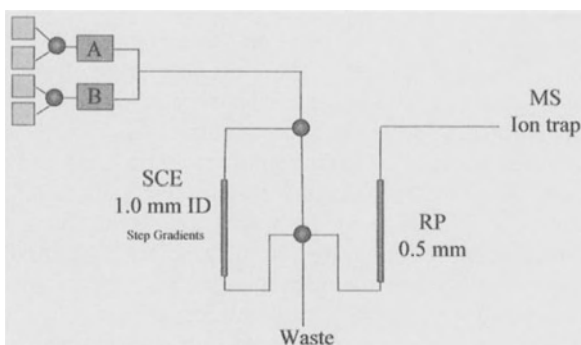 A
B
MS
Ion trap
SCE
1.0 mm ID
Step Gradients
RP
0.5 mm
Waste